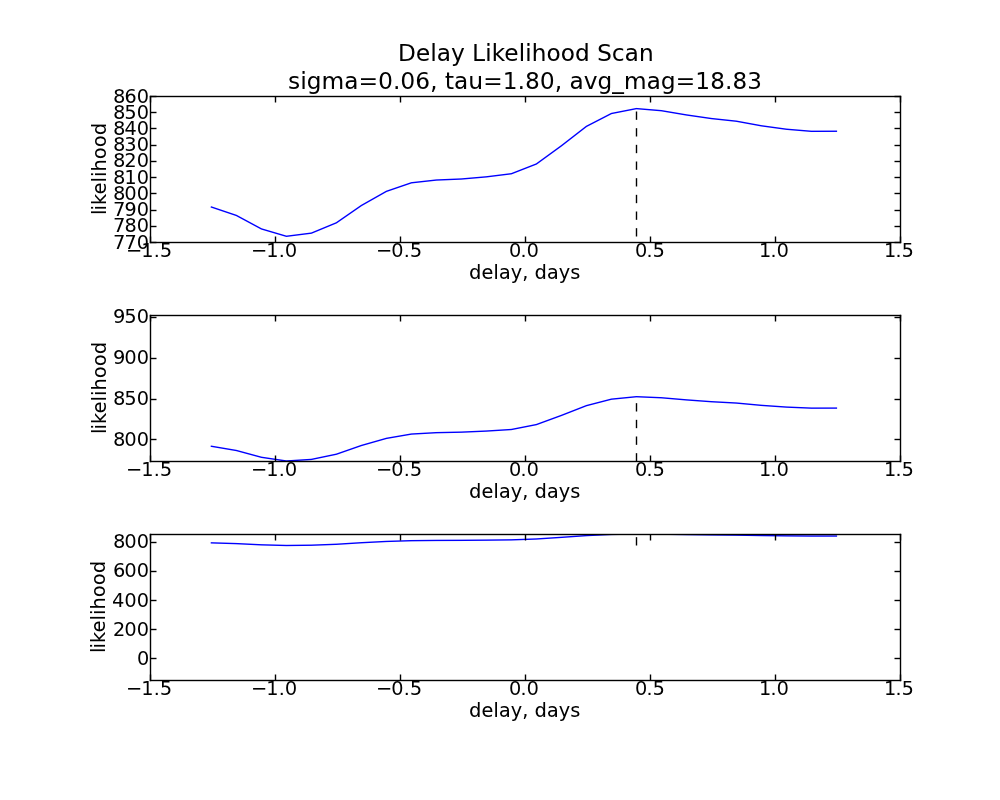 Delay Likelihood Scan
sigma=0.06, tau=1.80, avg_mag=18.83
860
850
840
830
820
810
800
790
780
770
likelihood
−1.5 −1.0 −0.5 0.0 0.5 1.0 1.5
delay, days
950
900
850
800
likelihood
−1.5 −1.0 −0.5 0.0 0.5 1.0 1.5
delay, days
800
600
400
200
0
likelihood
−1.5 −1.0 −0.5 0.0 0.5 1.0 1.5
delay, days